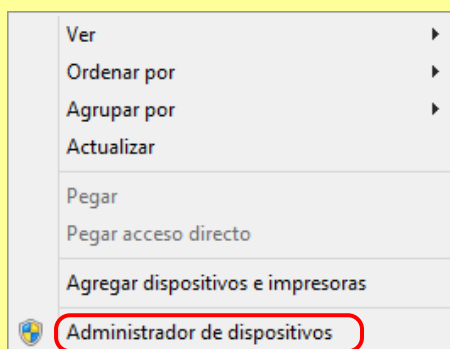 Ver
Ordenar por
Agrupar por
Actualizar
Pegar
Pegar acceso directo
Agregar dispositivos e impresoras
Administrador de dispositivos